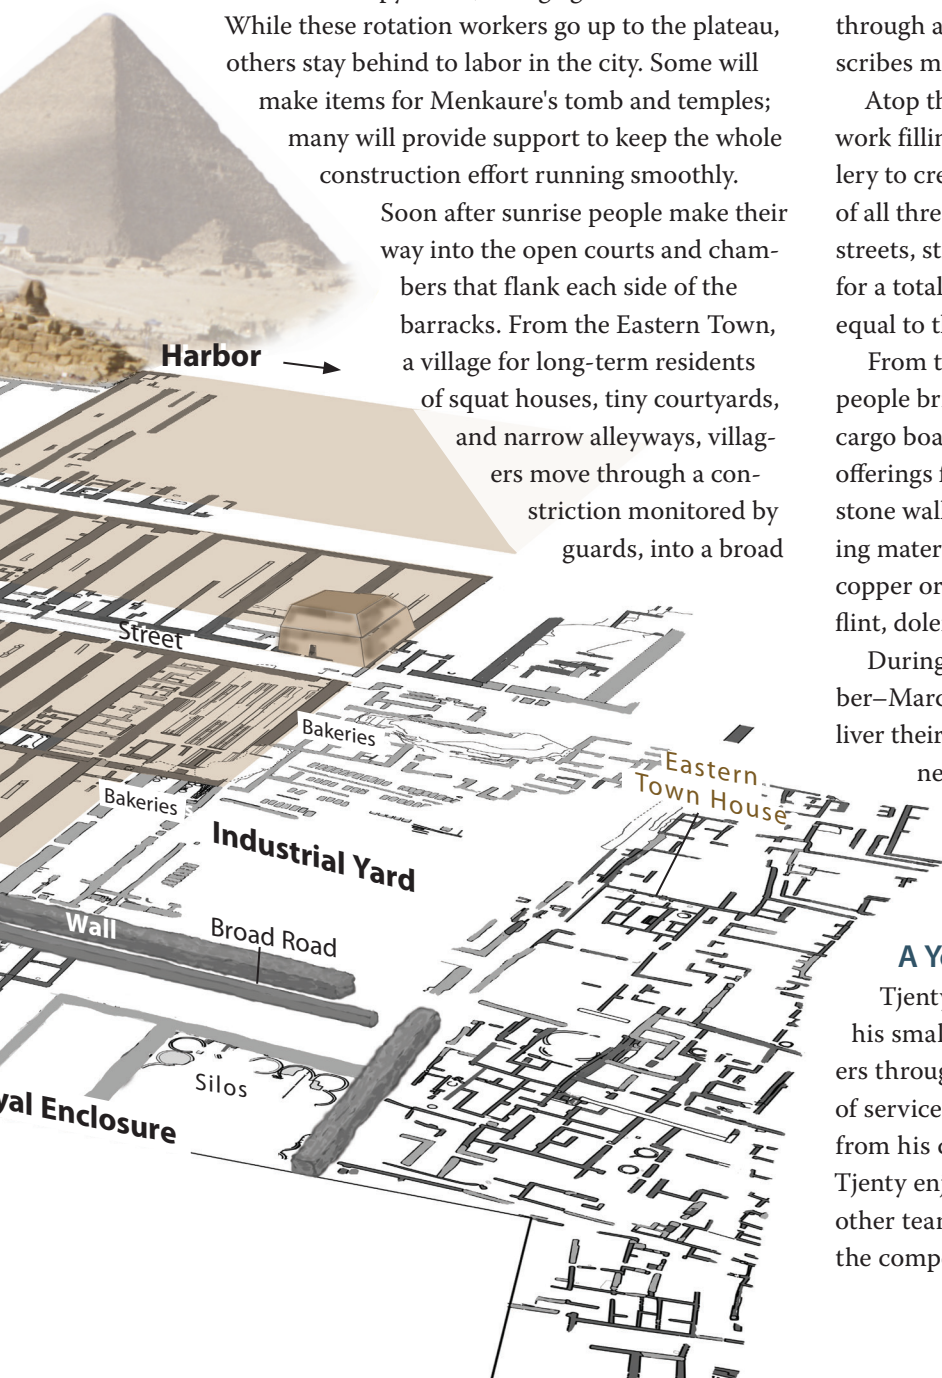 While these rotation workers go up to the plateau,
others stay behind to labor in the city. Some will
make items for Menkaure's tomb and temples;
many will provide support to keep the whole
construction effort running smoothly.
Soon after sunrise people make their
way into the open courts and cham-
bers that flank each side of the
barracks. From the Eastern Town,
a village for long-term residents
of squat houses, tiny courtyards,
and narrow alleyways, villag-
ers move through a con-
striction monitored by
guards, into a broad
Harbor
Street
Bakeries
Bakeries
Industrial Yard
Eastern
Town House
Wall
Broad Road
Silos
yal Enclosure
through a
scribes m
Atop th
work fillin
lery to cre
of all thre
streets, st
for a total
equal to th
From t
people br
cargo boa
offerings f
stone wall
ing mater
copper or
flint, dole
During
ber–Marc
liver their
ne
A Y
Tjenty
his smal
ers throug
of service
from his c
Tjenty enj
other tear
the comp